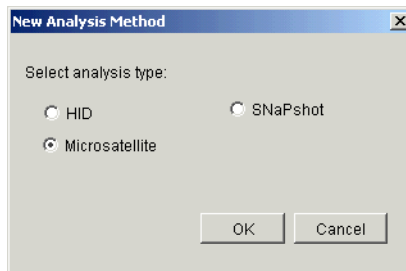 New Analysis Method
Select analysis type:
HID
SNaPshot
Microsatellite
OK
Cancel